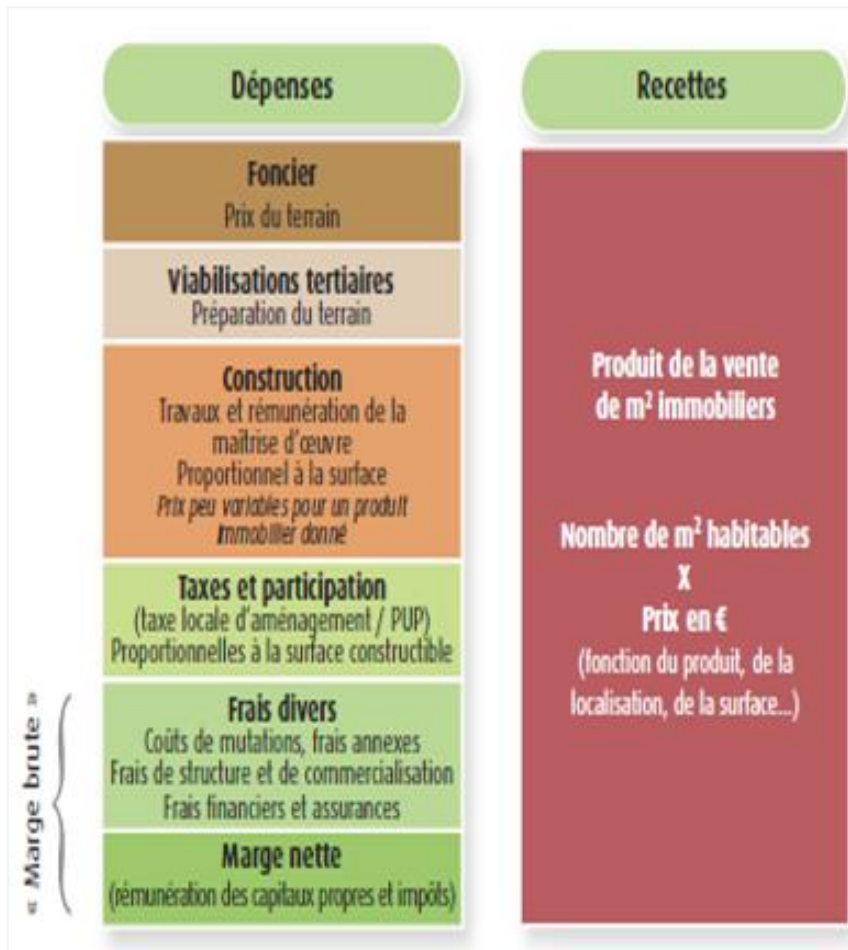 Dépenses
Foncier
Prix du terrain
Viabilisations tertiaires
Préparation du terrain
Construction
Travaux et rémunération de la
maîtrise d'œuvre
Proportionnel à la surface
Prix peu variables pour un produit
immobilier donné
Taxes et participation
(taxe locale d'aménagement / PUP)
Proportionnelles à la surface constructible
« Marge brute »
Frais divers
Coûts de mutations, frais annexes
Frais de structure et de commercialisation
Frais financiers et assurances
Marge nette
(rémunération des capitaux propres et impôts)
Recettes
Produit de la vente
de m² immobiliers
Nombre de m² habitables
X
Prix en €
(fonction du produit, de la
localisation, de la surface...)